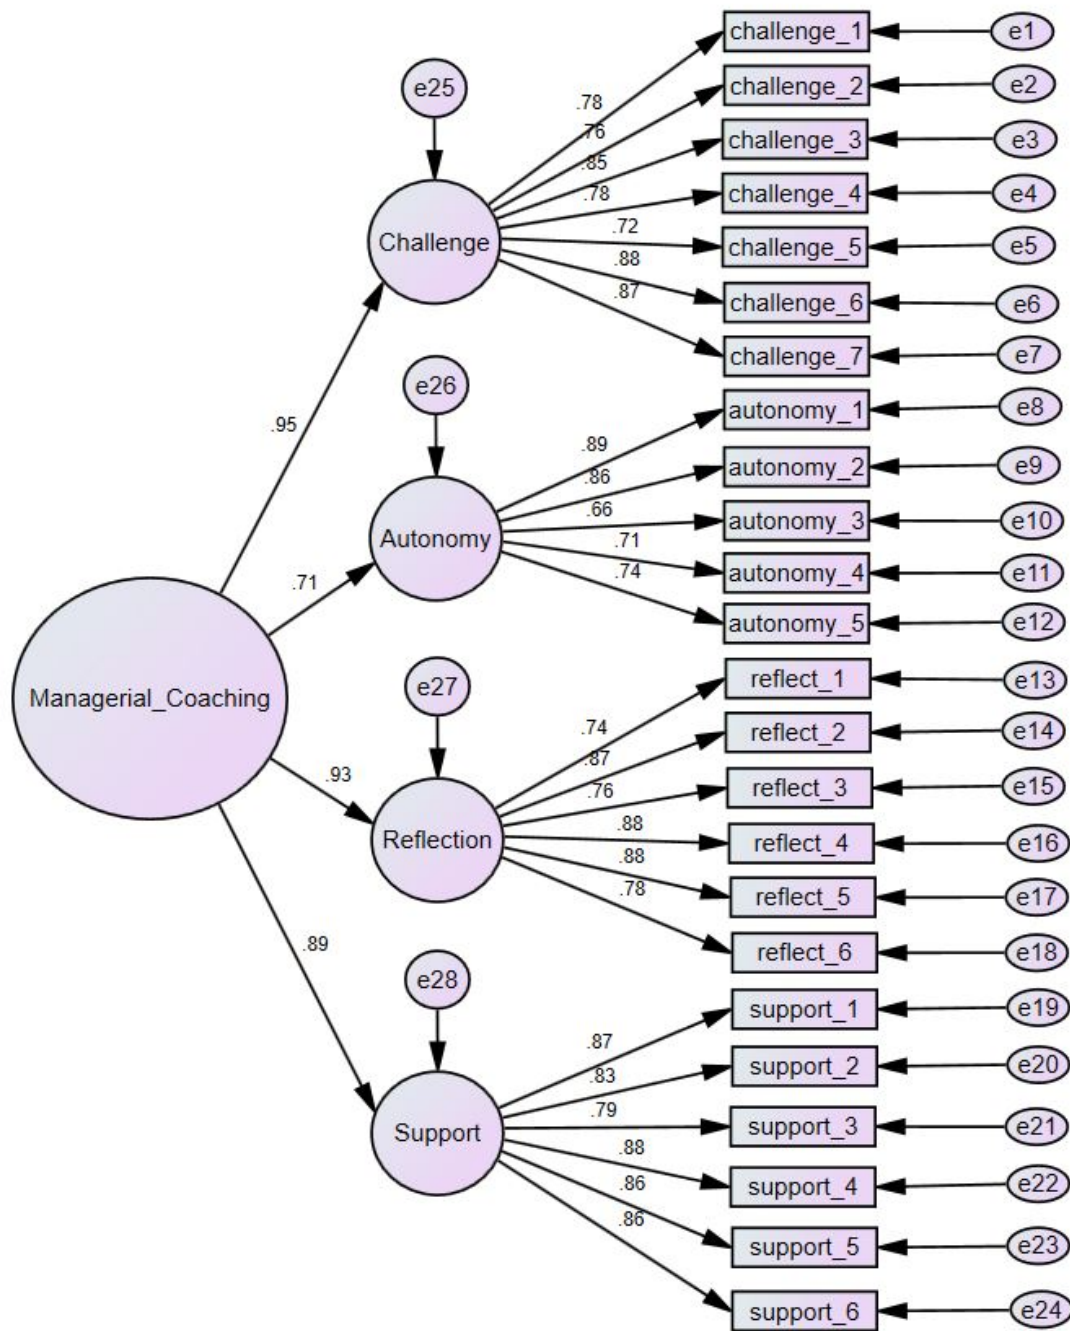 challenge_1
e1
e25
challenge_2
e2
.78
.76
challenge_3
e3
.85
.78
challenge_4
e4
Challenge
.72
challenge_5
e5
.88
challenge_6
e6
.87
challenge_7
e7
e26
autonomy_1
e8
.95
.89
autonomy_2
e9
.86
.66
autonomy_3
e10
Autonomy
.71
autonomy_4
e11
.71
.74
autonomy_5
e12
Managerial_Coaching
e27
reflect_1
e13
.74
reflect_2
e14
.87
.93
.76
reflect_3
e15
Reflection
.88
reflect_4
e16
.88
reflect_5
e17
.78
reflect_6
e18
.89
e28
support_1
e19
.87
support_2
e20
.83
.79
support_3
e21
Support
.88
support_4
e22
.86
.86
support_5
e23
support_6
e24